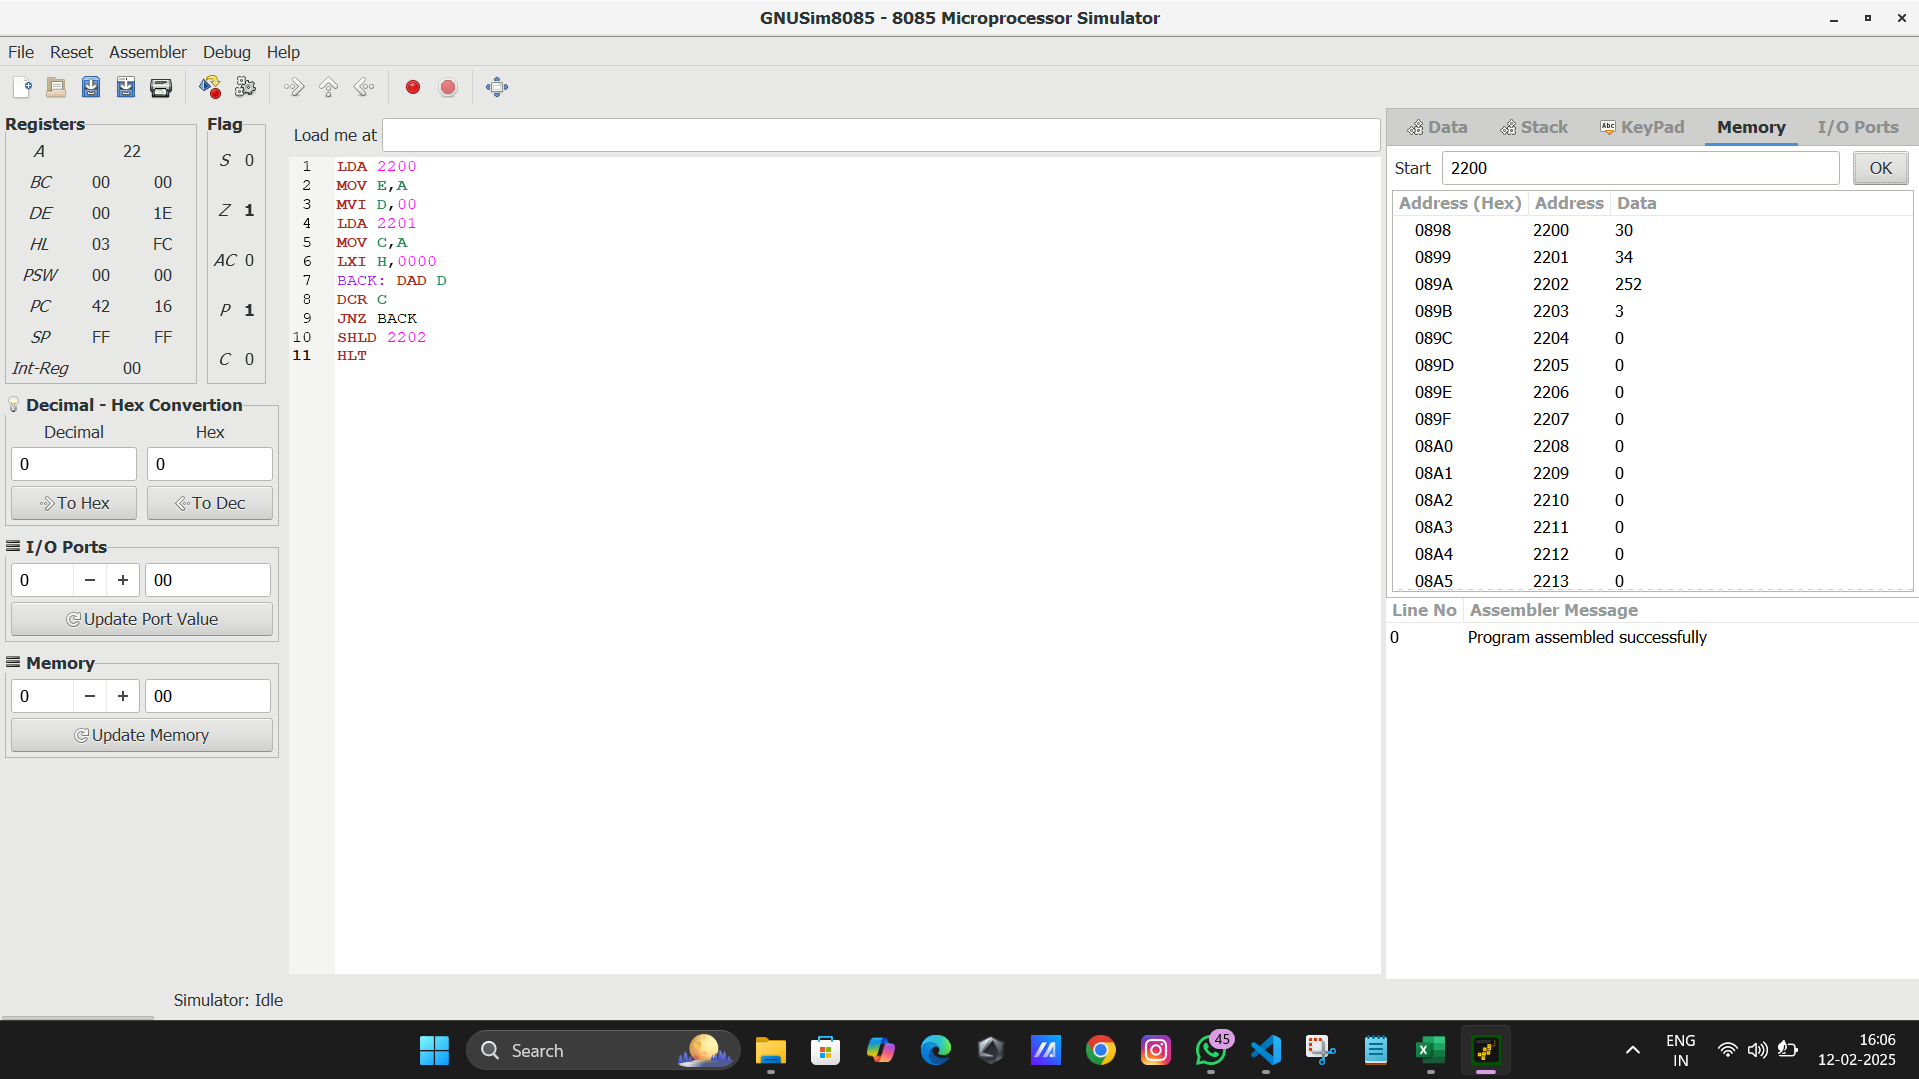 GNUSim8085 - 8085 Microprocessor Simulator
File Reset Assembler Debug Help
Registers
A 22
BC 00 00
DE 00 1E
HL 03 FC
PSW 00 00
PC 42 16
SP FF FF
Int-Reg 00
Flag
S 0
Z 1
AC 0
P 1
C 0
Decimal - Hex Convertion
Decimal Hex
0 0
To Hex To Dec
I/O Ports
0 − + 00
Update Port Value
Memory
0 − + 00
Update Memory
Load me at
1 LDA 2200
2 MOV E,A
3 MVI D,00
4 LDA 2201
5 MOV C,A
6 LXI H,0000
7 BACK: DAD D
8 DCR C
9 JNZ BACK
10 SHLD 2202
11 HLT
Data Stack Abc KeyPad Memory I/O Ports
Start 2200 OK
Address (Hex) Address Data
0898 2200 30
0899 2201 34
089A 2202 252
089B 2203 3
089C 2204 0
089D 2205 0
089E 2206 0
089F 2207 0
08A0 2208 0
08A1 2209 0
08A2 2210 0
08A3 2211 0
08A4 2212 0
08A5 2213 0
Line No Assembler Message
0 Program assembled successfully
Simulator: Idle
Search
45
ENG
IN
16:06
12-02-2025